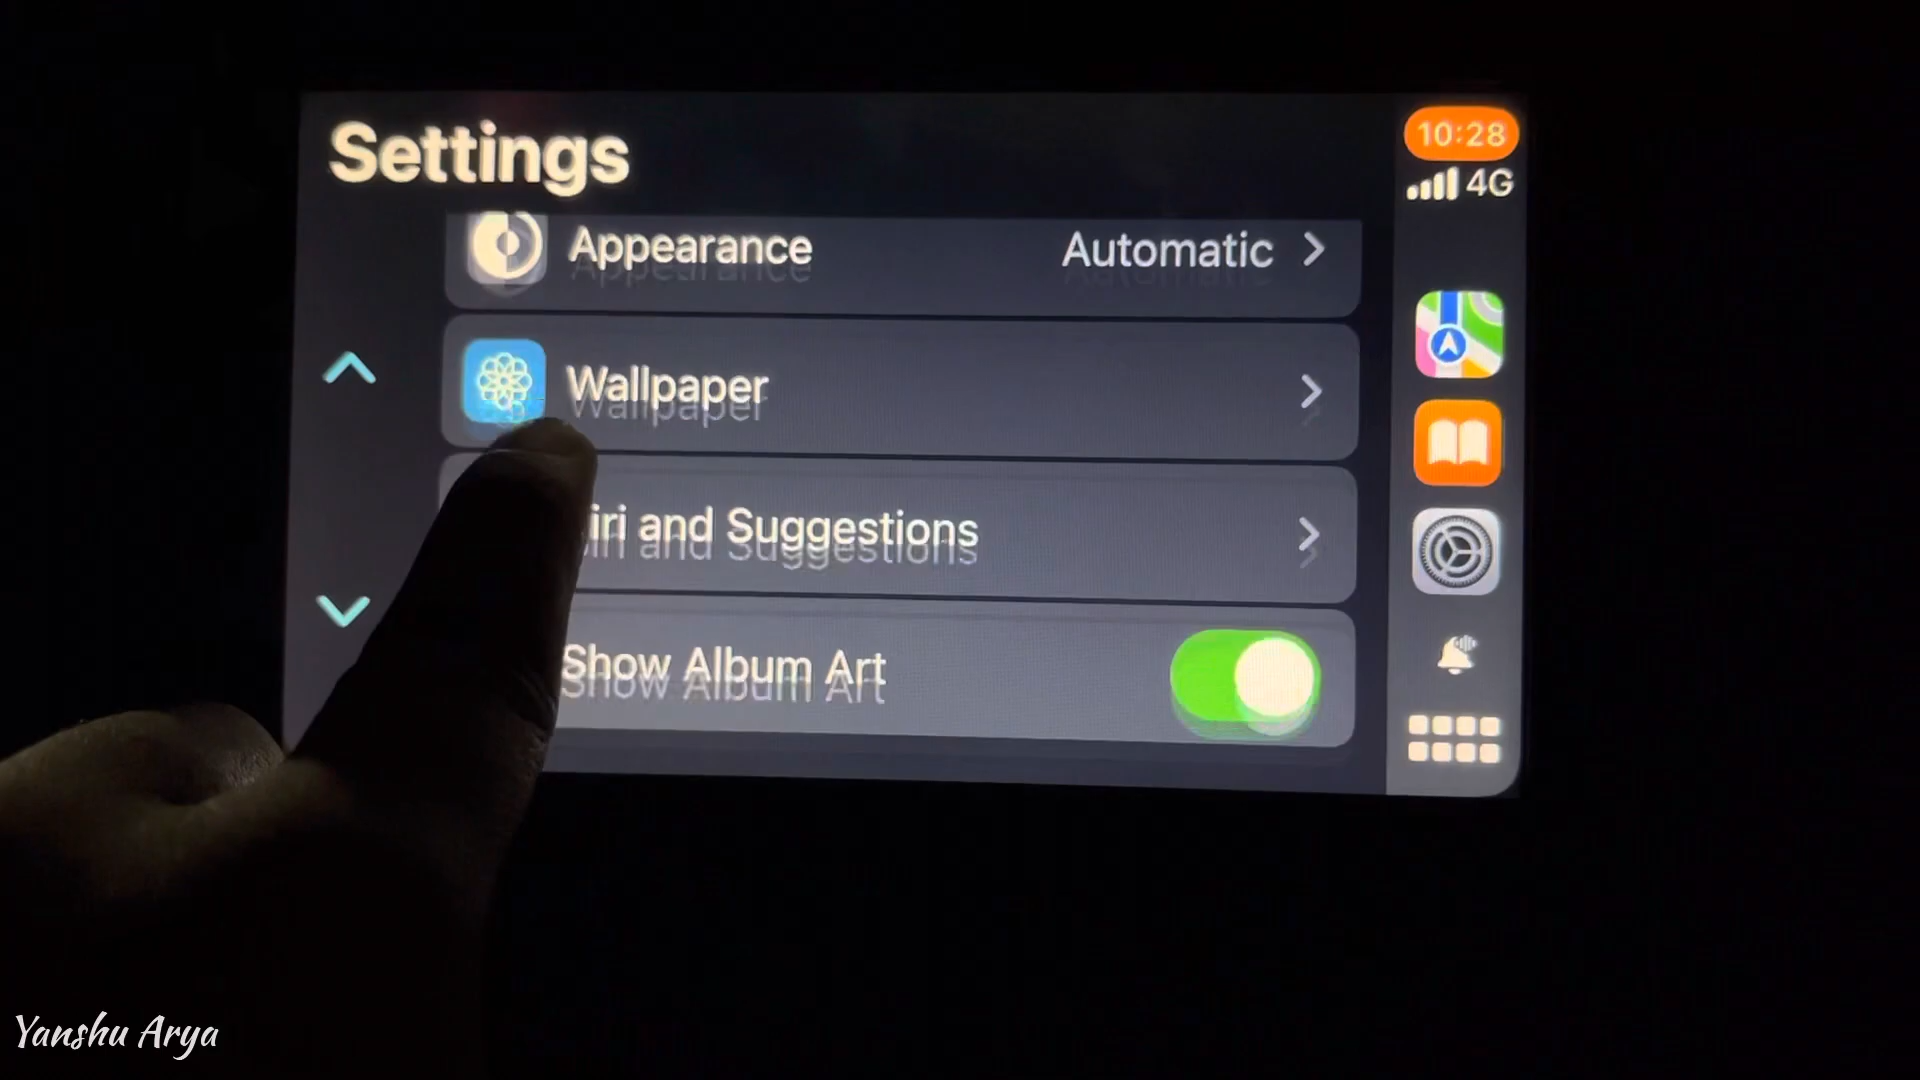 Settings
10:28
4G
Appearance
Automatic
Wallpaper
iri and Suggestions
Show Album Art
Yanshu Arya